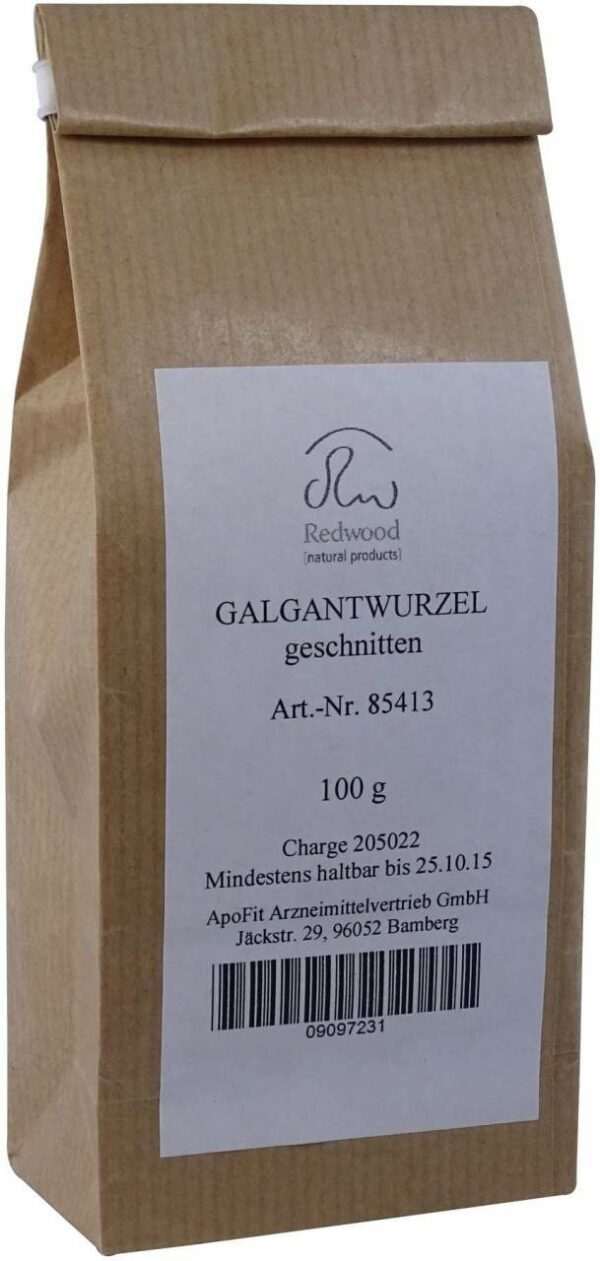 Rw
Redwood
[natural products]
GALGANTWURZEL
geschnitten
Art.-Nr. 85413
100 g
Charge 205022
Mindestens haltbar bis 25.10.15
ApoFit Arzneimittelvertrieb GmbH
Jäckstr. 29, 96052 Bamberg
09097231